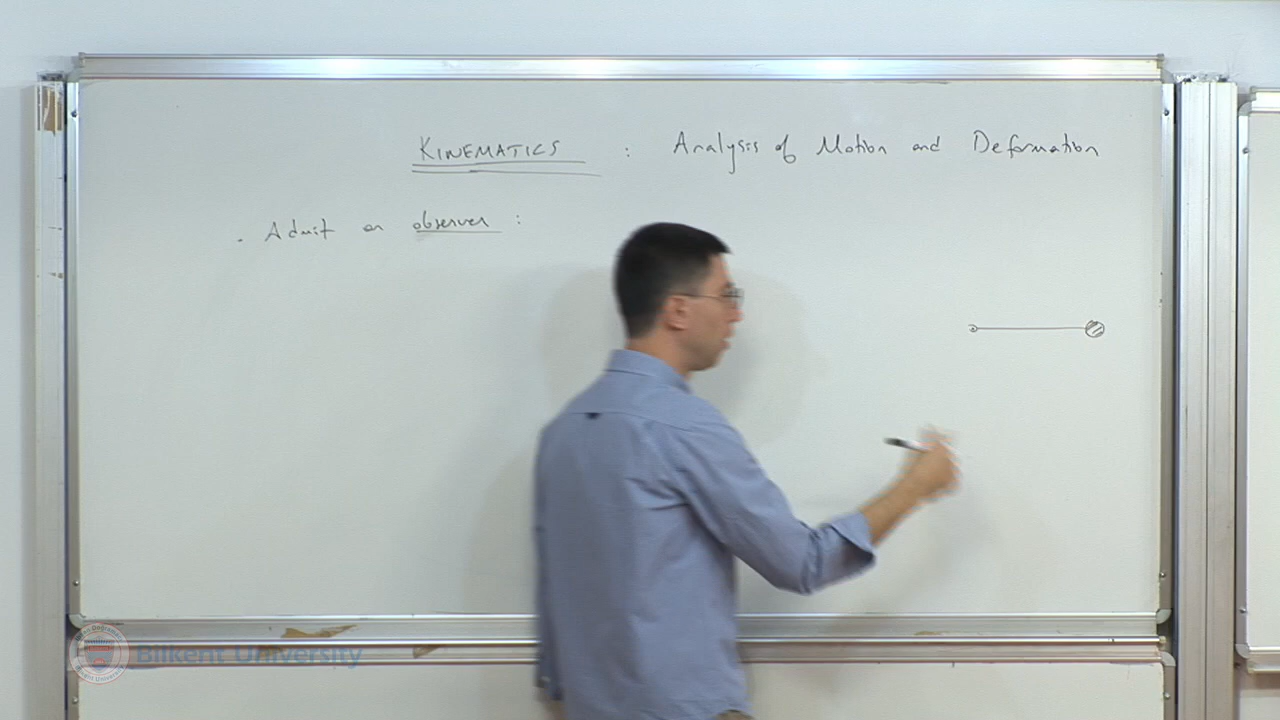 KINEMATICS : Analysis of Motion and Deformation
. Admit an observer :
Bilkent University